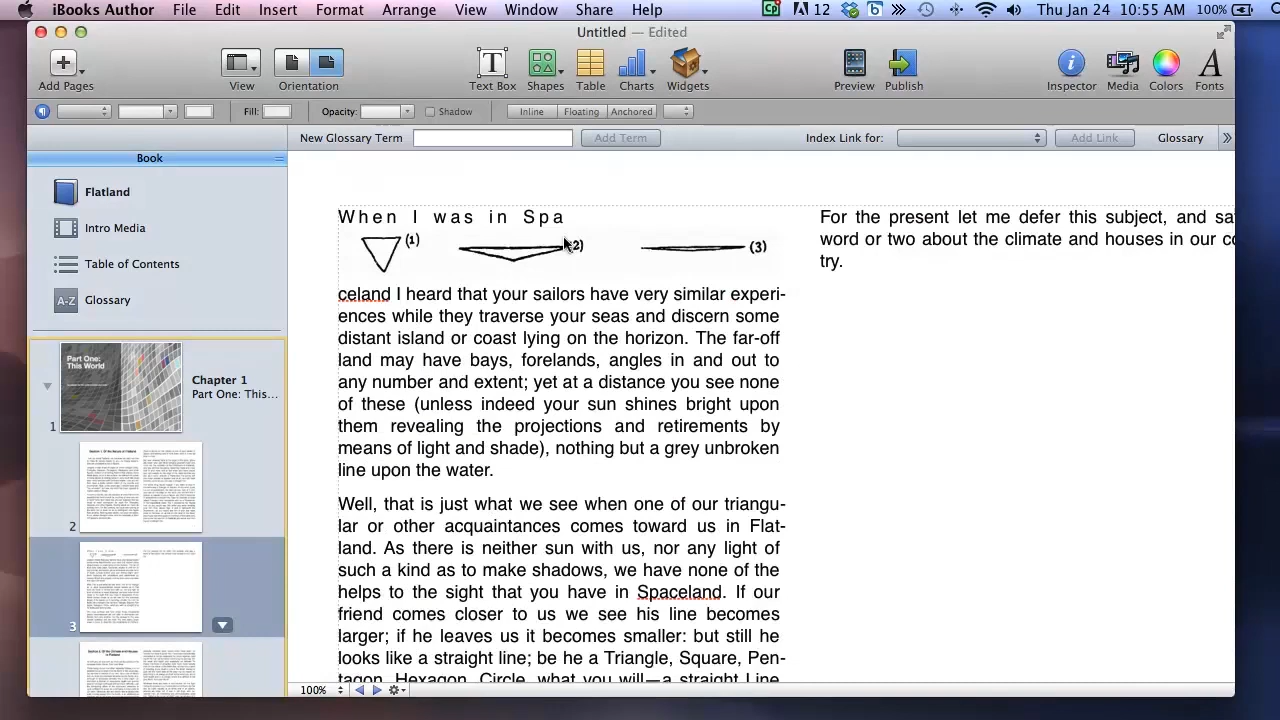 iBooks Author File Edit Insert Format Arrange View Window Share Help 12 Thu Jan 24 10:55 AM 100%
Untitled — Edited
Add Pages View Orientation Text Box Shapes Table Charts Widgets Preview Publish Inspector Media Colors Fonts
Fill: Opacity: Shadow Inline Floating Anchored
New Glossary Term Add Term Index Link for: Add Link Glossary
Book
Flatland
Intro Media
Table of Contents
A-Z Glossary
Part One:
This World
Chapter 1
Part One: This...
1
2
3
When I was in Spa
(1) 2) (3)
celand I heard that your sailors have very similar experi-
ences while they traverse your seas and discern some
distant island or coast lying on the horizon. The far-off
land may have bays, forelands, angles in and out to
any number and extent; yet at a distance you see none
of these (unless indeed your sun shines bright upon
them revealing the projections and retirements by
means of light and shade), nothing but a grey unbroken
line upon the water.
Well, that is just what we see when one of our triangu-
lar or other acquaintances comes toward us in Flat-
land. As there is neither sun with us, nor any light of
such a kind as to make shadows, we have none of the
helps to the sight that you have in Spaceland. If our
friend comes closer to us we see his line becomes
larger; if he leaves us it becomes smaller: but still he
looks like a straight line; be he a Triangle, Square, Pen-
tagon, Hexagon, Circle, what you will—a straight Line
For the present let me defer this subject, and sa
word or two about the climate and houses in our co
try.
100%